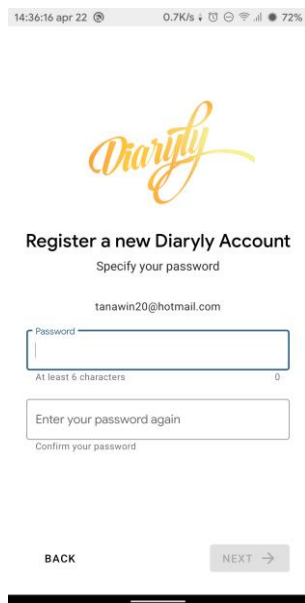 14:36:16 apr 22 0.7K/s 72%
Diaryly
Register a new Diaryly Account
Specify your password
tanawin20@hotmail.com
Password
At least 6 characters 0
Enter your password again
Confirm your password
BACK NEXT